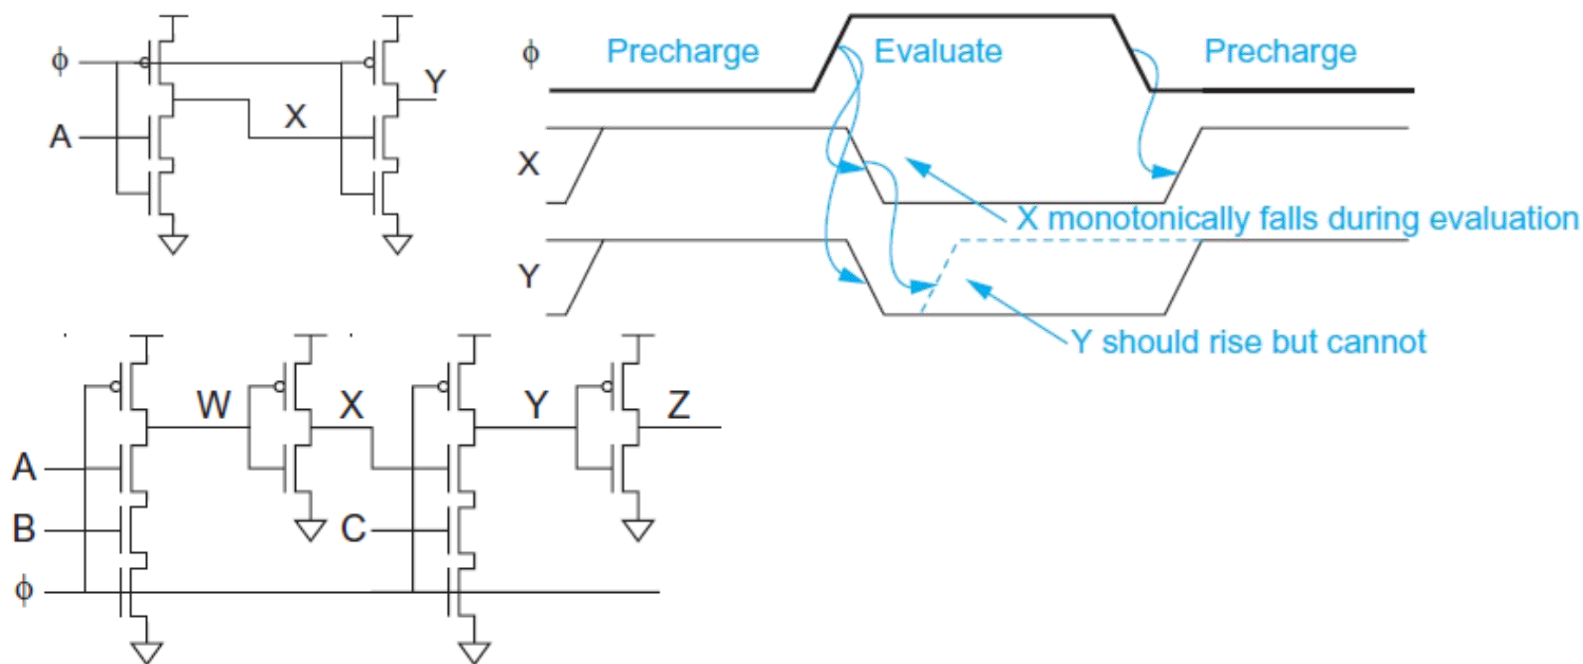 ϕ
A
X
Y
ϕ Precharge Evaluate Precharge
X
X monotonically falls during evaluation
Y
Y should rise but cannot
W X Y Z
A
B
C
ϕ